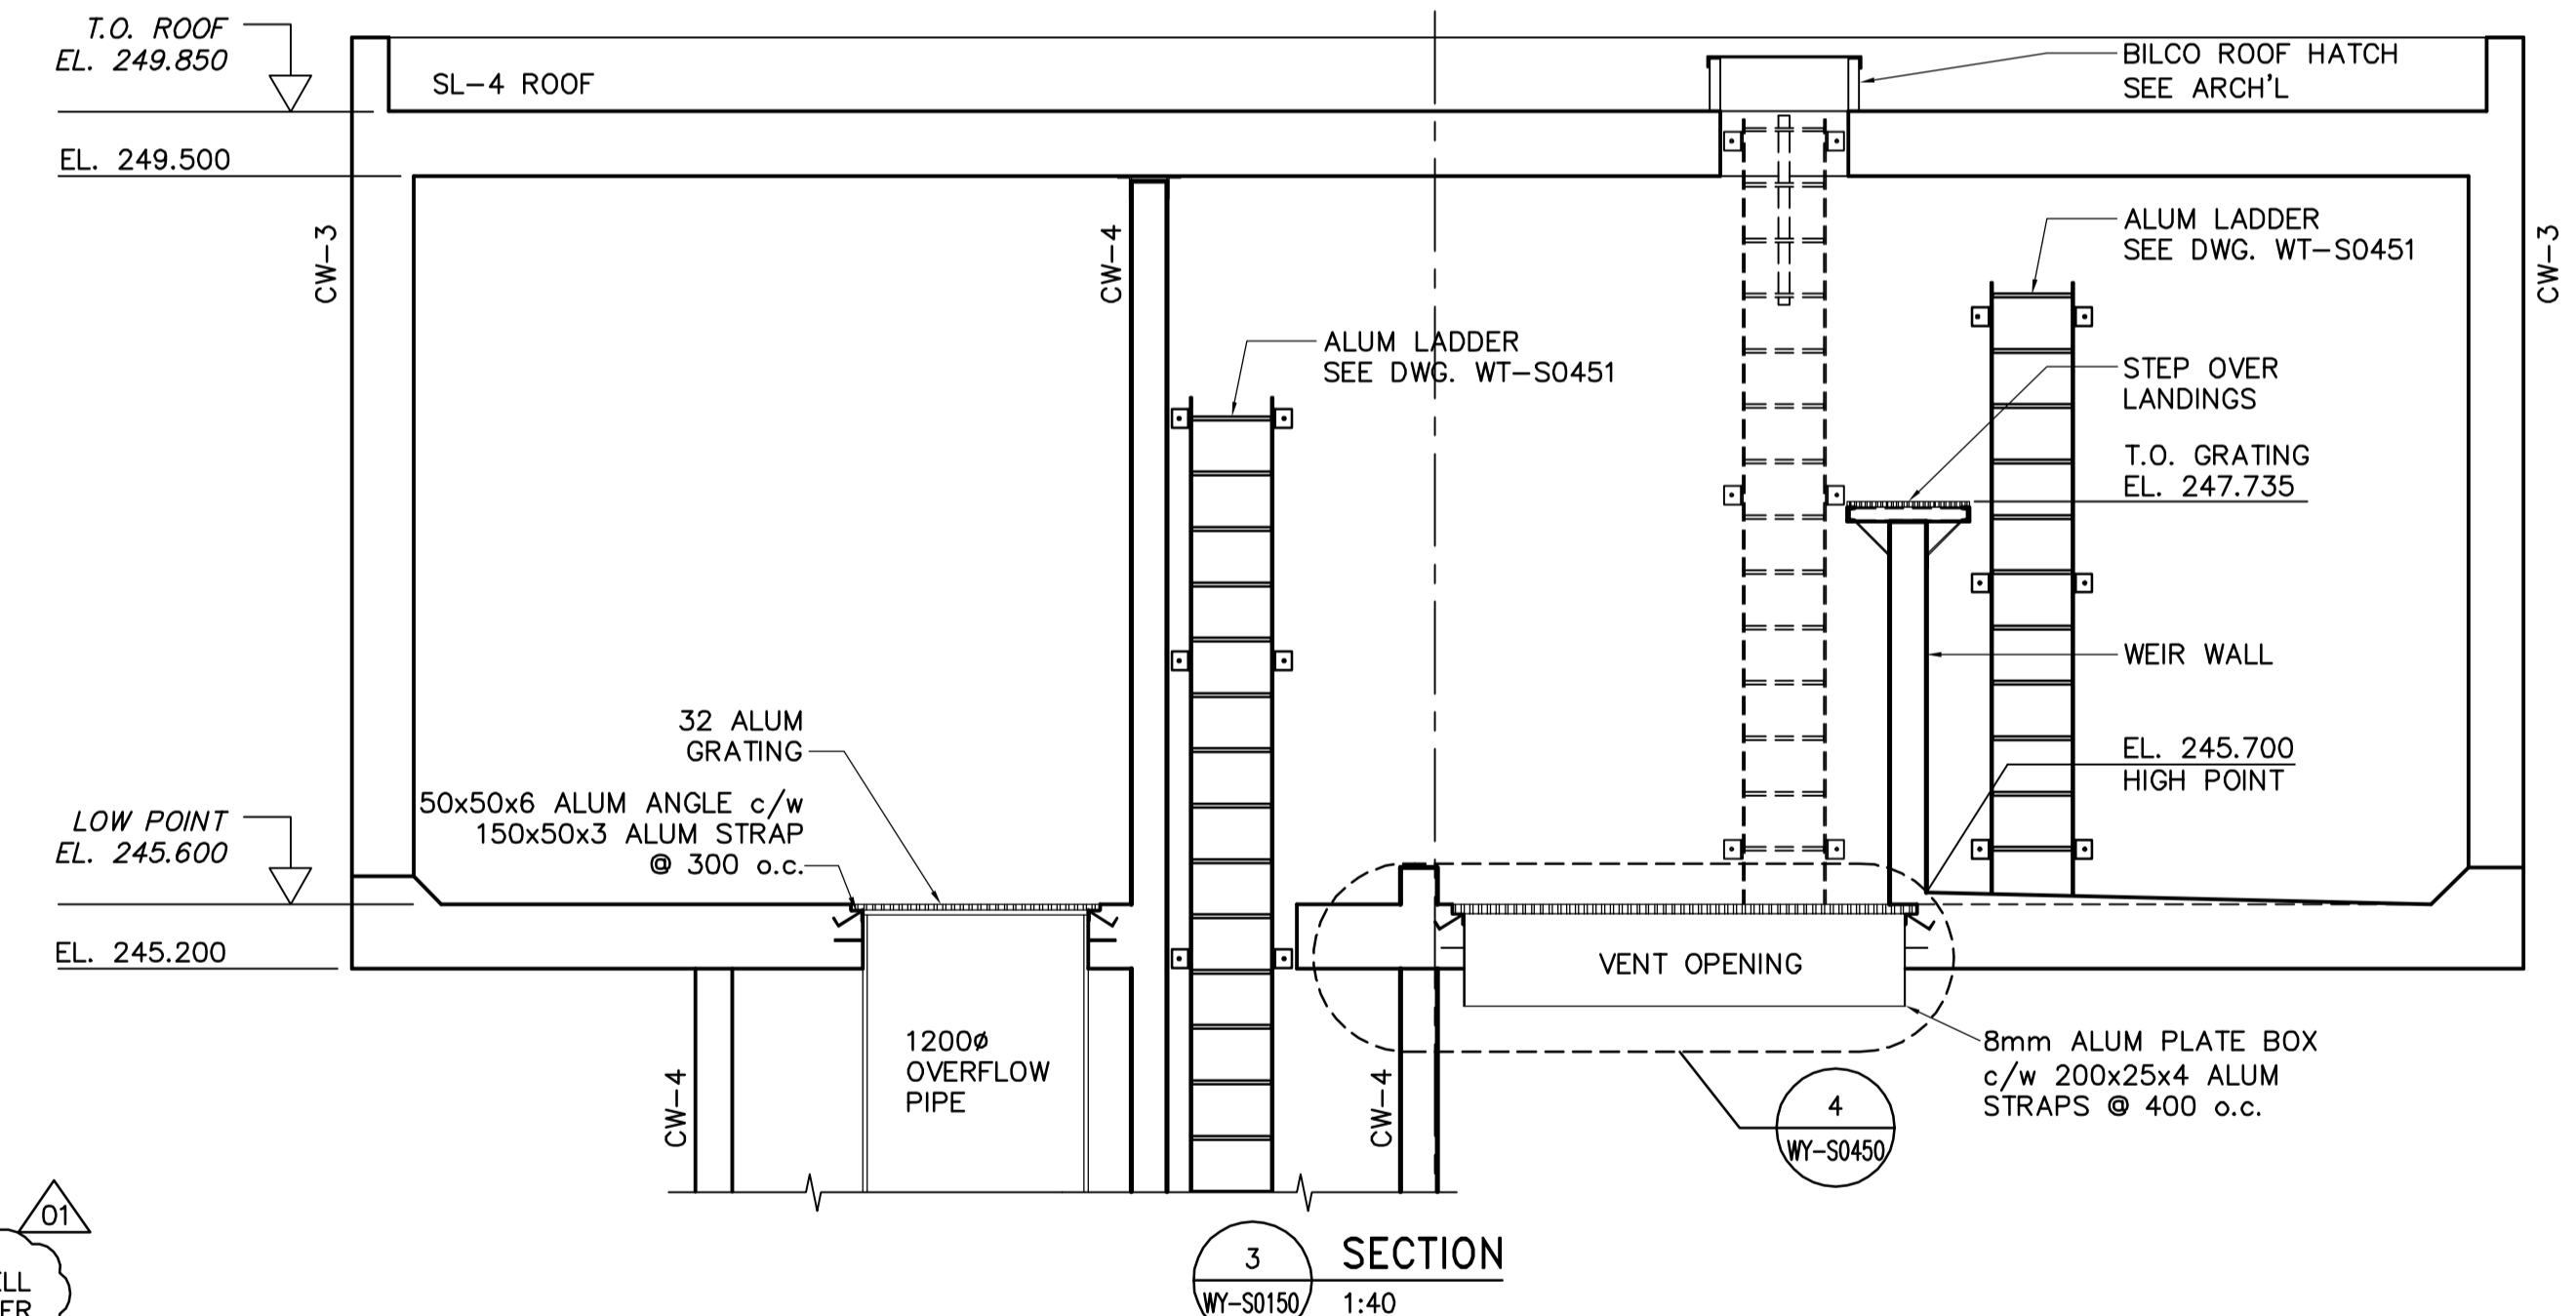 T.O. ROOF
EL. 249.850
SL-4 ROOF
BILCO ROOF HATCH
SEE ARCH'L
EL. 249.500
CW-3
CW-4
ALUM LADDER
SEE DWG. WT-S0451
CW-3
ALUM LADDER
SEE DWG. WT-S0451
STEP OVER
LANDINGS
T.O. GRATING
EL. 247.735
WEIR WALL
32 ALUM
GRATING
EL. 245.700
HIGH POINT
50x50x6 ALUM ANGLE c/w
150x50x3 ALUM STRAP
@ 300 o.c.
LOW POINT
EL. 245.600
EL. 245.200
VENT OPENING
1200ø
OVERFLOW
PIPE
CW-4
CW-4
8mm ALUM PLATE BOX
c/w 200x25x4 ALUM
STRAPS @ 400 o.c.
4
WY-S0450
01
3
WY-S0150
SECTION
1:40